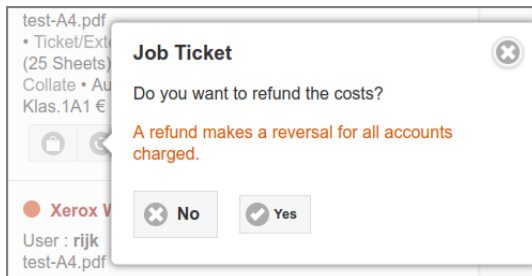 test-A4.pdf
• Ticket/Exte
(25 Sheets)
Collate • Au
Klas.1A1 €
Job Ticket
Do you want to refund the costs?
A refund makes a reversal for all accounts
charged.
No
Yes
Xerox W
User : rijk
test-A4.pdf